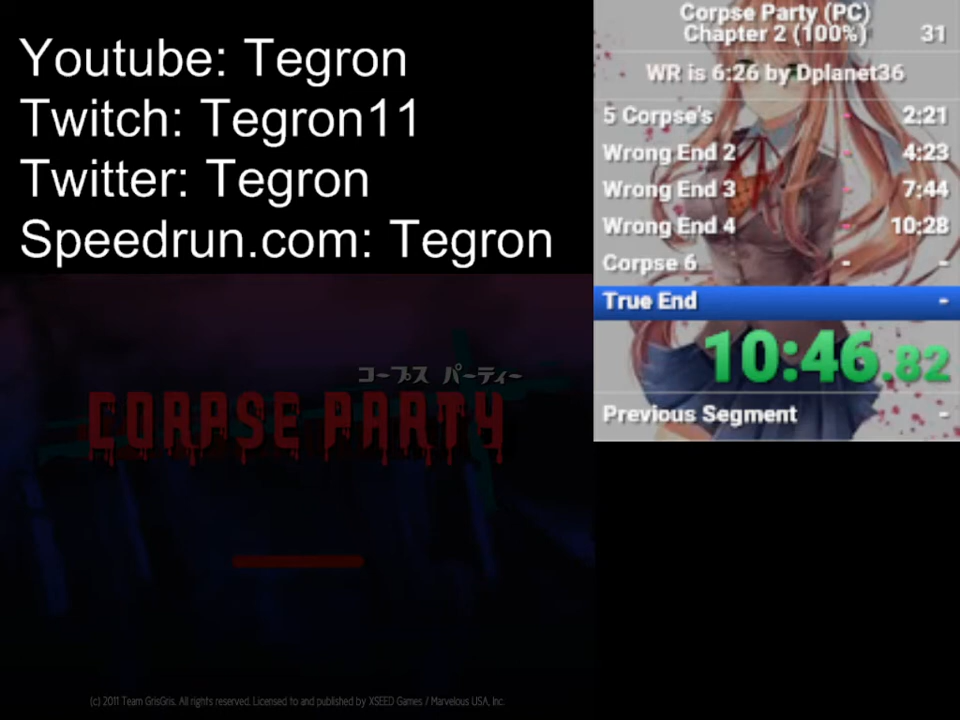 Youtube: Tegron
Twitch: Tegron11
Twitter: Tegron
Speedrun.com: Tegron
Corpse Party (PC)
Chapter 2 (100%) 31
WR is 6:26 by Dplanet36
5 Corpse's - 2:21
Wrong End 2 - 4:23
Wrong End 3 - 7:44
Wrong End 4 - 10:28
Corpse 6 - -
True End -
10:46.82
Previous Segment -
コープス パーティー
CORPSE PARTY
(c) 2011 Team GrisGris. All rights reserved. Licensed to and published by XSEED Games / Marvelous USA, Inc.